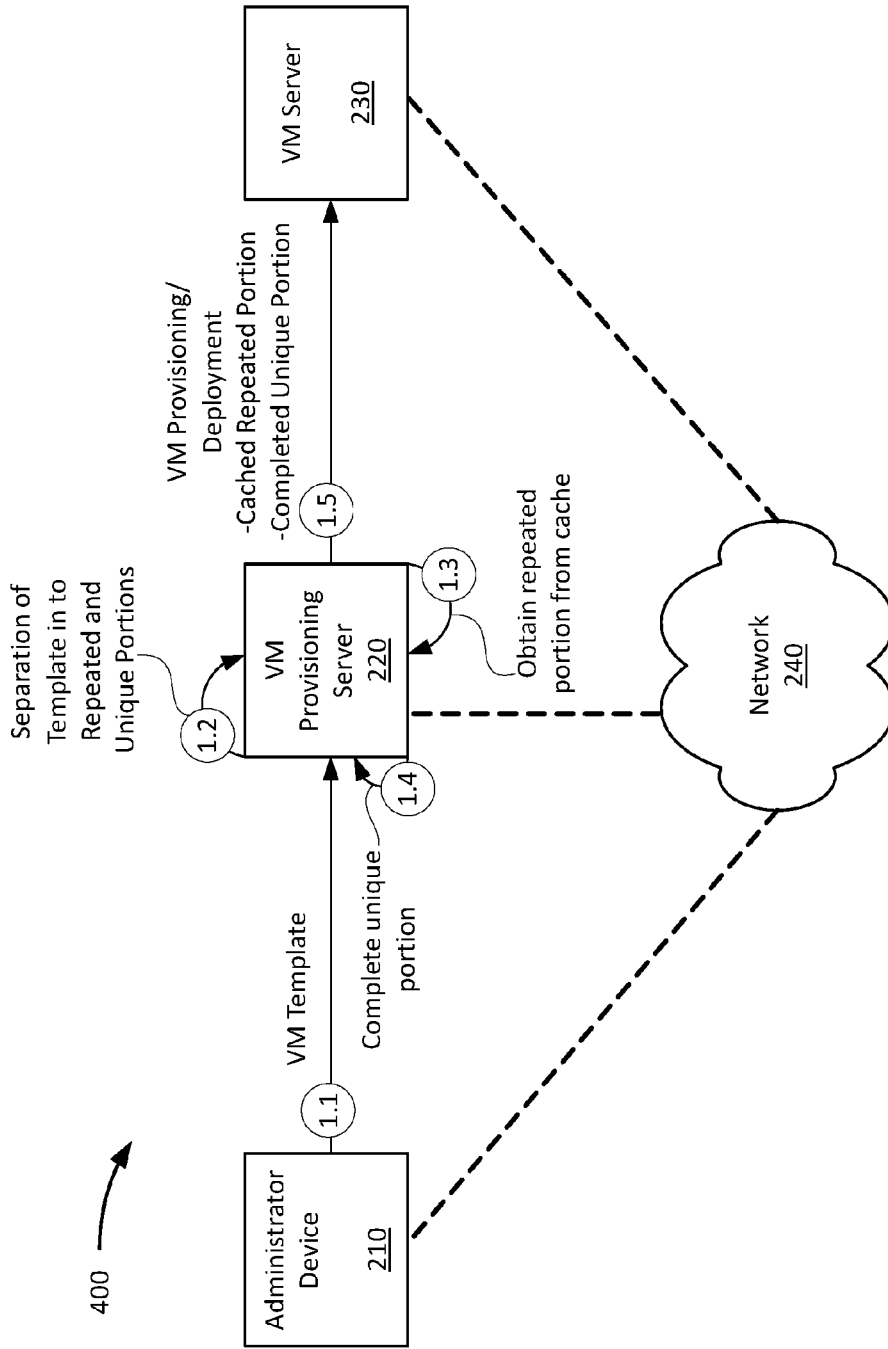 400
Administrator
Device
210
1.1
VM Template
Separation of
Template in to
Repeated and
Unique Portions
1.2
VM
Provisioning
Server
220
1.4
Complete unique
portion
1.3
Obtain repeated
portion from cache
VM Provisioning/
Deployment
-Cached Repeated Portion
-Completed Unique Portion
1.5
VM Server
230
Network
240